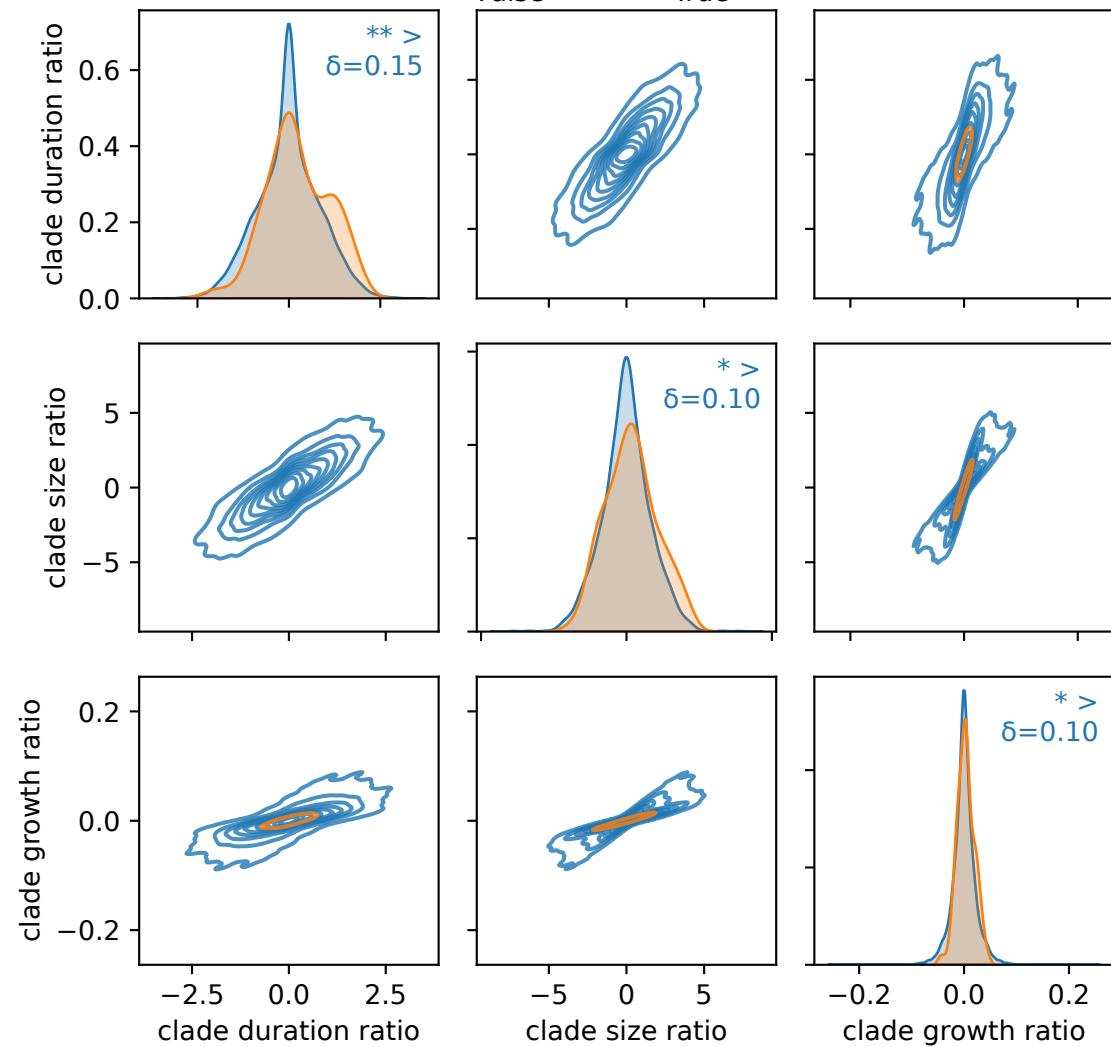 clade duration ratio
0.6
0.4
0.2
0.0
** >
δ=0.15
clade size ratio
5
0
−5
* >
δ=0.10
clade growth ratio
0.2
0.0
−0.2
* >
δ=0.10
−2.5 0.0 2.5
−5 0 5
−0.2 0.0 0.2
clade duration ratio
clade size ratio
clade growth ratio